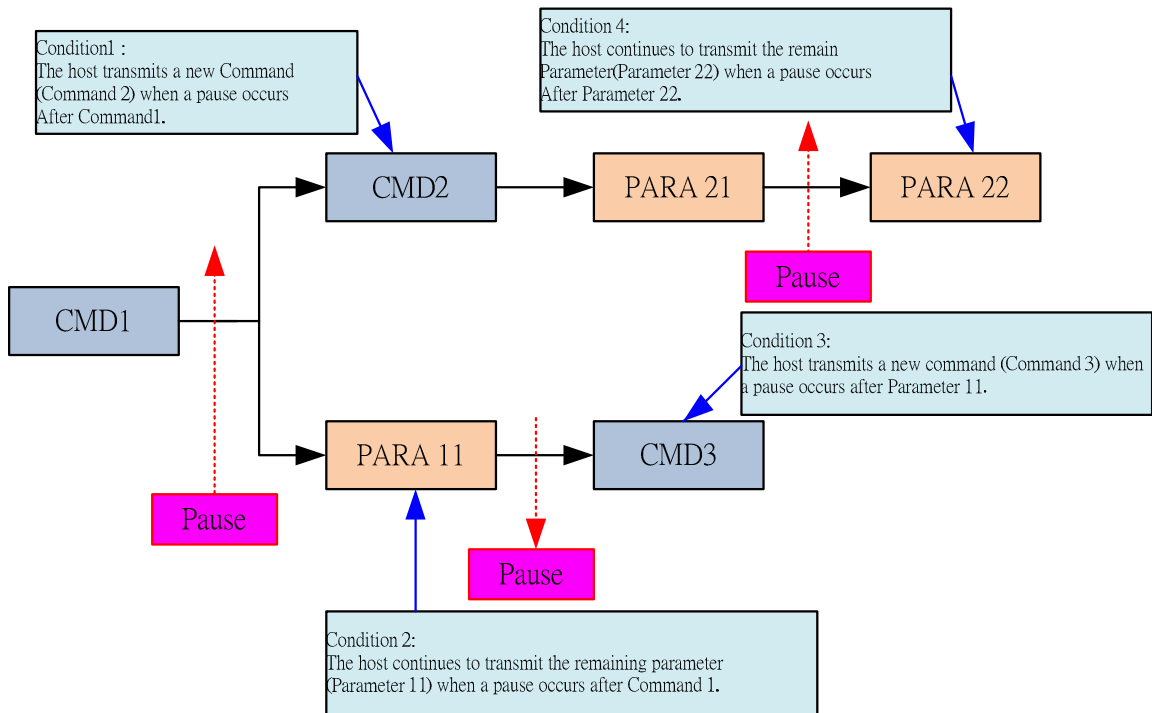 Condition1 :
The host transmits a new Command
(Command 2) when a pause occurs
After Command1.
Condition 4:
The host continues to transmit the remain
Parameter(Parameter 22) when a pause occurs
After Parameter 22.
CMD2
PARA 21
PARA 22
Pause
CMD1
Condition 3:
The host transmits a new command (Command 3) when
a pause occurs after Parameter 11.
PARA 11
CMD3
Pause
Pause
Condition 2:
The host continues to transmit the remaining parameter
(Parameter 11) when a pause occurs after Command 1.